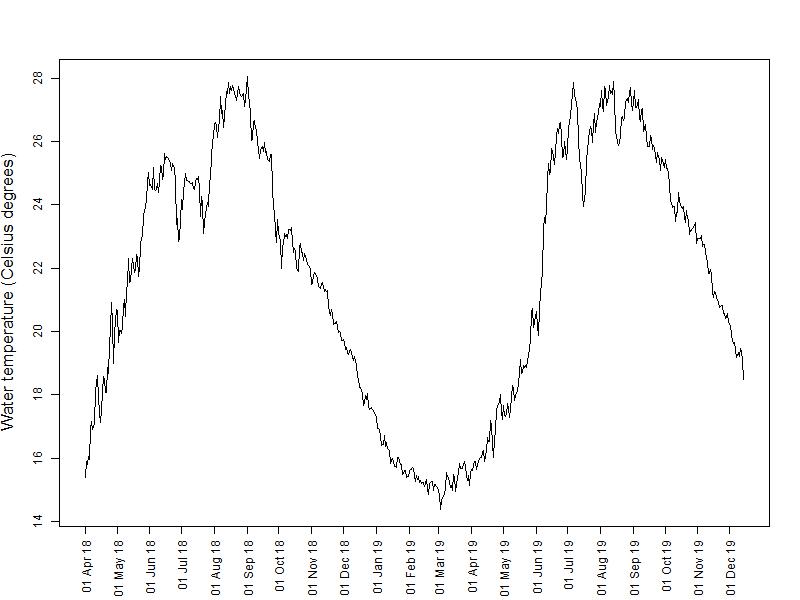 Water temperature (Celsius degrees)
28
26
24
22
20
18
16
14
01 Apr 18
01 May 18
01 Jun 18
01 Jul 18
01 Aug 18
01 Sep 18
01 Oct 18
01 Nov 18
01 Dec 18
01 Jan 19
01 Feb 19
01 Mar 19
01 Apr 19
01 May 19
01 Jun 19
01 Jul 19
01 Aug 19
01 Sep 19
01 Oct 19
01 Nov 19
01 Dec 19